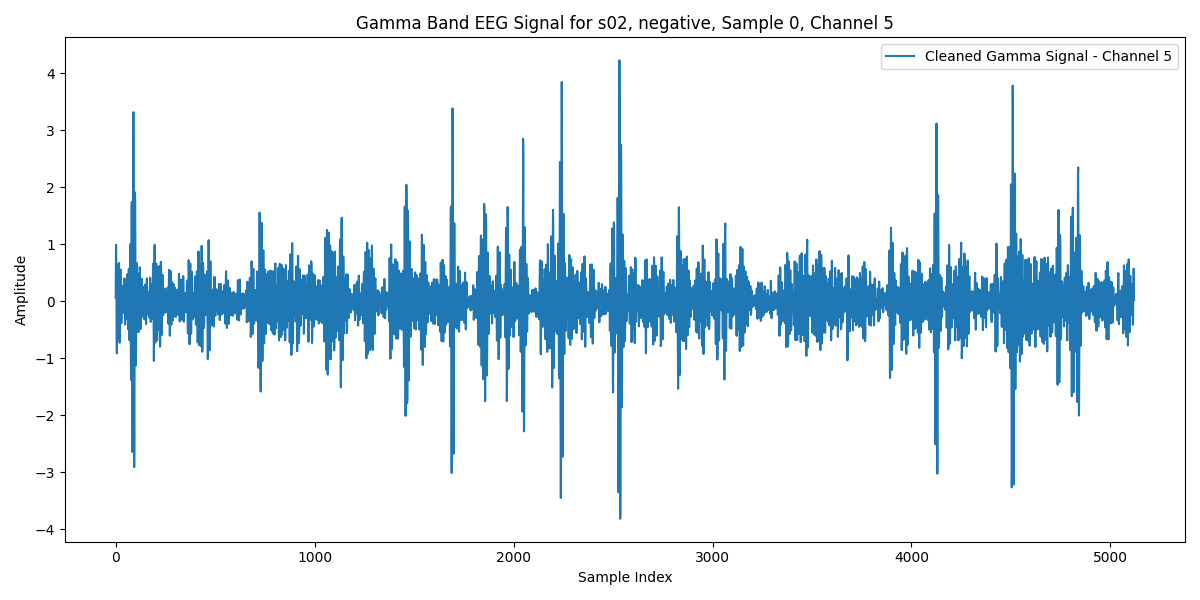 Gamma Band EEG Signal for s02, negative, Sample 0, Channel 5
Cleaned Gamma Signal - Channel 5
4
3
2
1
0
−1
−2
−3
−4
Amplitude
0 1000 2000 3000 4000 5000
Sample Index